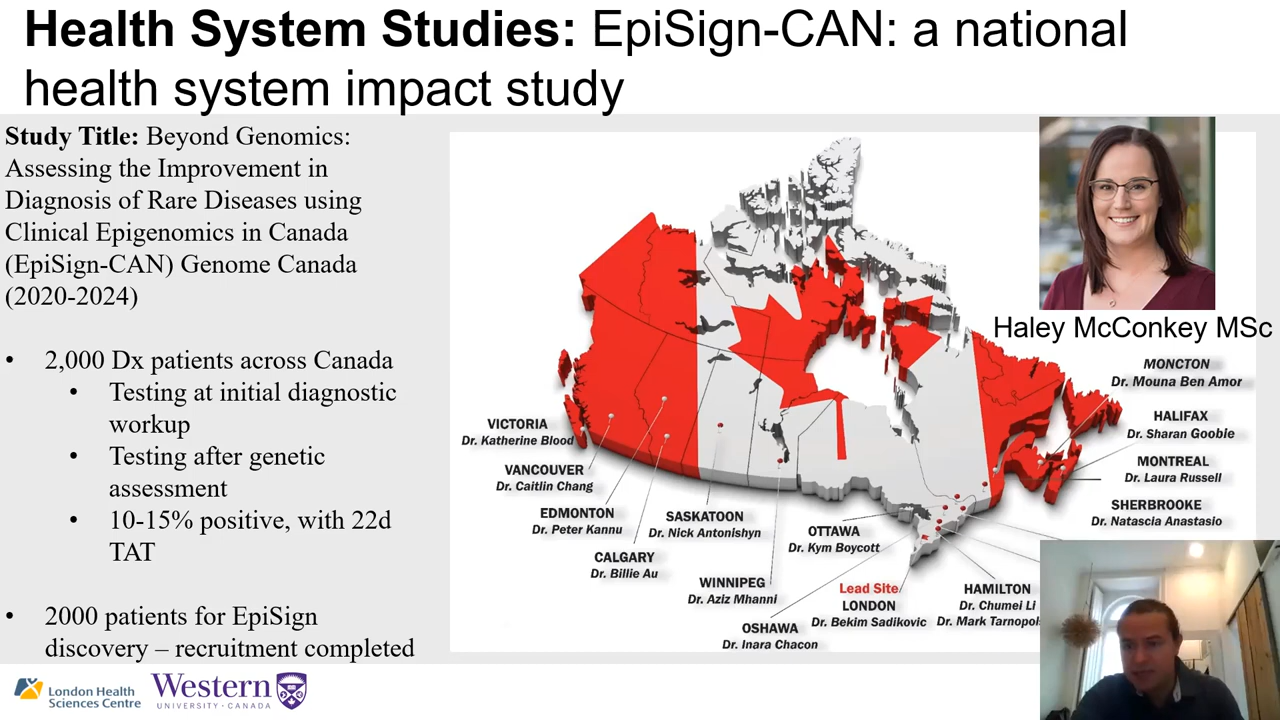 Health System Studies: EpiSign-CAN: a national
health system impact study
Study Title: Beyond Genomics:
Assessing the Improvement in
Diagnosis of Rare Diseases using
Clinical Epigenomics in Canada
(EpiSign-CAN) Genome Canada
(2020-2024)
• 2,000 Dx patients across Canada
• Testing at initial diagnostic
workup
• Testing after genetic
assessment
• 10-15% positive, with 22d
TAT
• 2000 patients for EpiSign
discovery – recruitment completed
Haley McConkey MSc
VICTORIA
Dr. Katherine Blood
VANCOUVER
Dr. Caitlin Chang
EDMONTON
Dr. Peter Kannu
CALGARY
Dr. Billie Au
SASKATOON
Dr. Nick Antonishyn
WINNIPEG
Dr. Aziz Mhanni
OTTAWA
Dr. Kym Boycott
OSHAWA
Dr. Inara Chacon
Lead Site
LONDON
Dr. Bekim Sadikovic
HAMILTON
Dr. Chumei Li
Dr. Mark Tarnopol
MONCTON
Dr. Mouna Ben Amor
HALIFAX
Dr. Sharan Goobie
MONTREAL
Dr. Laura Russell
SHERBROOKE
Dr. Natascia Anastasio
London Health
Sciences Centre
Western
UNIVERSITY · CANADA